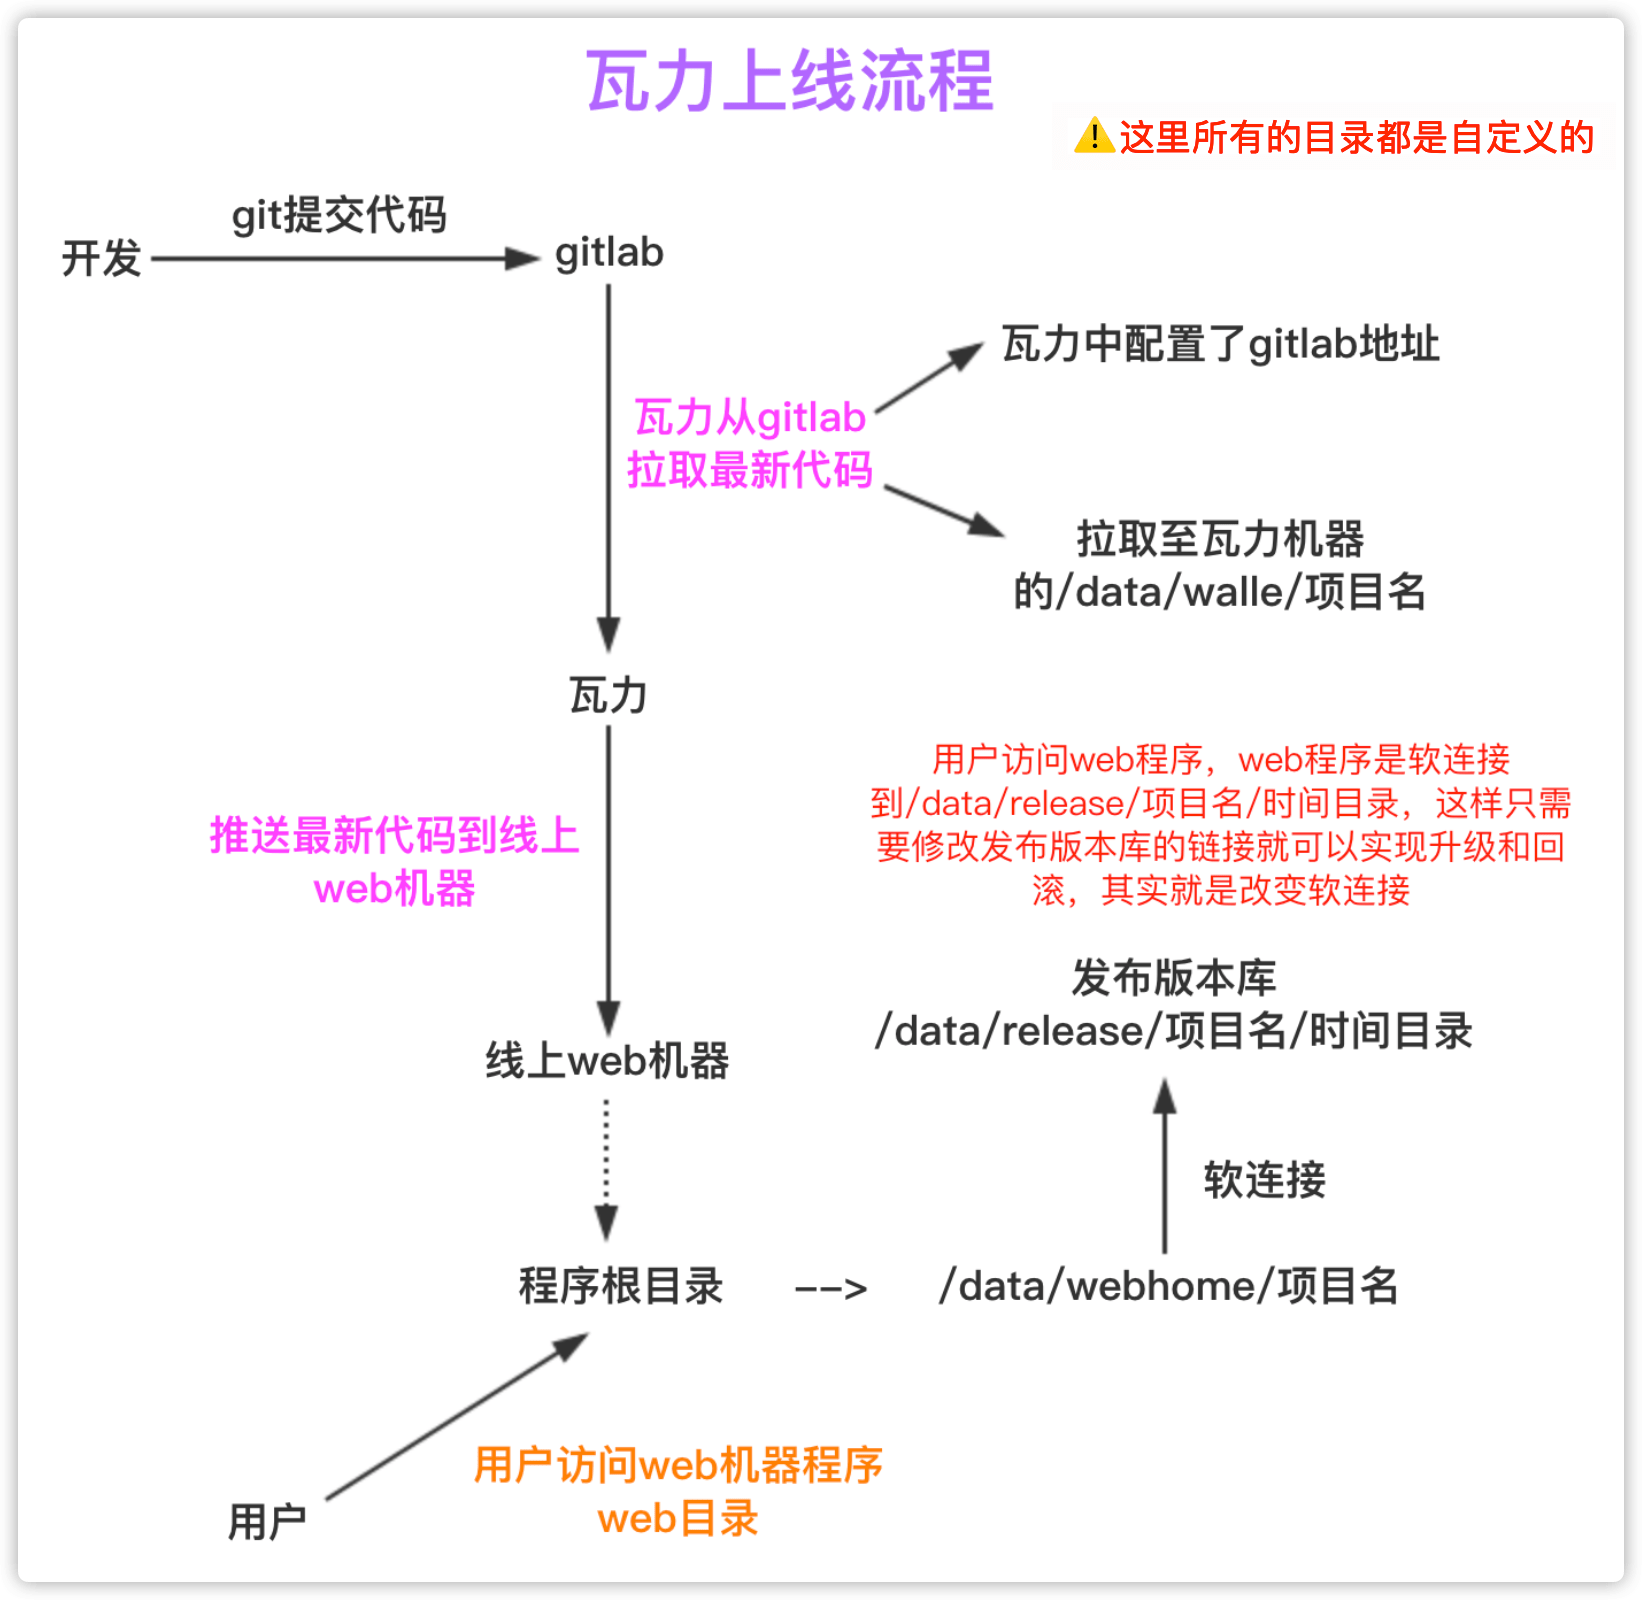 瓦力上线流程
⚠️这里所有的目录都是自定义的
git提交代码
开发
gitlab
瓦力中配置了gitlab地址
瓦力从gitlab
拉取最新代码
拉取至瓦力机器
的/data/walle/项目名
瓦力
用户访问web程序，web程序是软连接
到/data/release/项目名/时间目录，这样只需
要修改发布版本库的链接就可以实现升级和回
滚，其实就是改变软连接
推送最新代码到线上
web机器
发布版本库
/data/release/项目名/时间目录
线上web机器
软连接
程序根目录 --> /data/webhome/项目名
用户访问web机器程序
web目录
用户